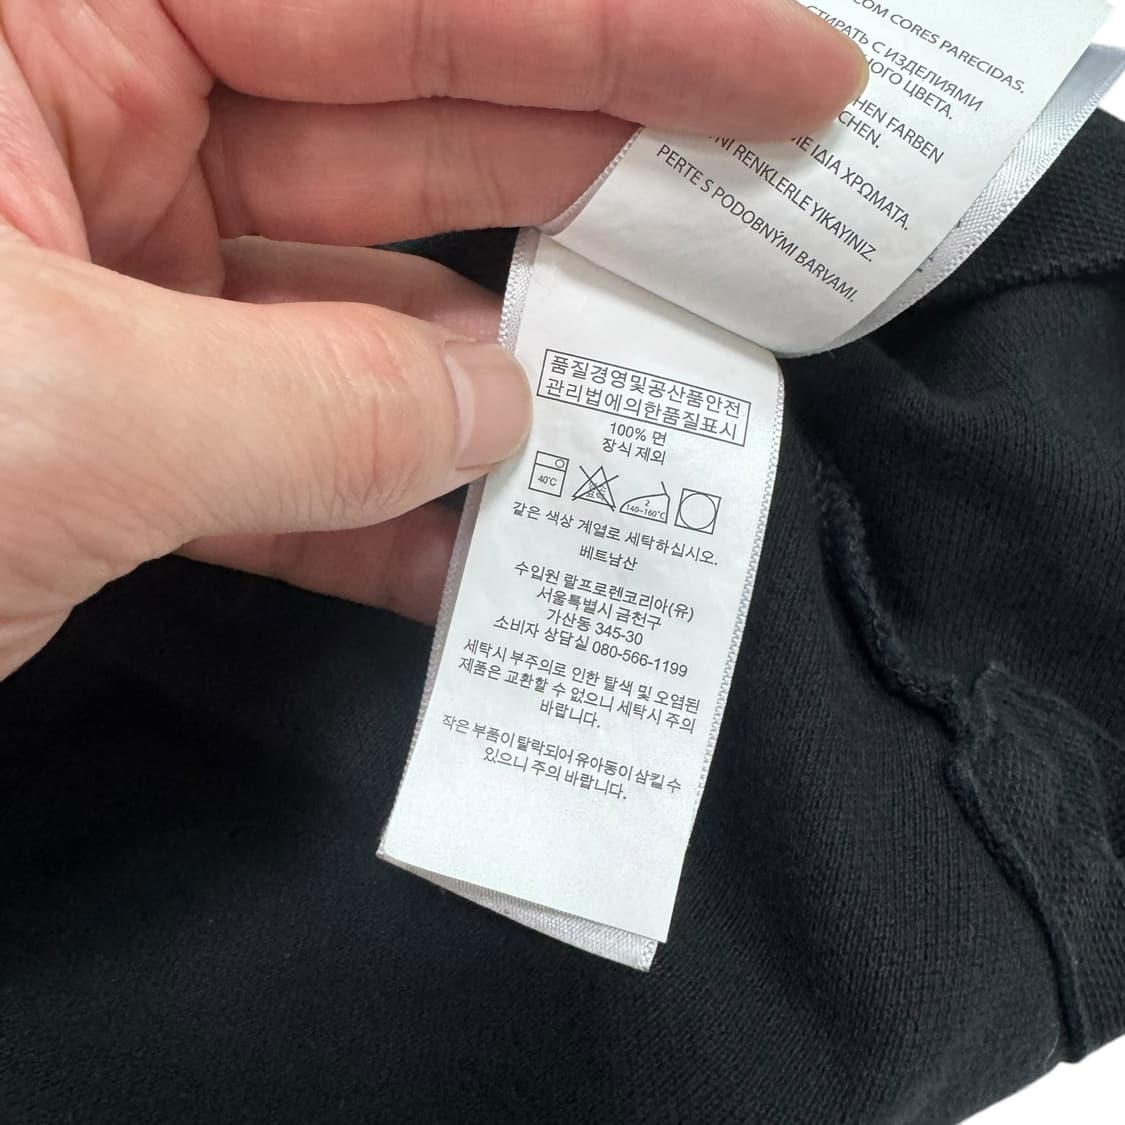 COM CORES PARECIDAS.
СТИРАТЬ С ИЗДЕЛИЯМИ
ЦВЕТА.
FARBEN
ΙΔΙΑ ΧΡΩΜΑΤΑ.
RENKLERLE YIKAYINIZ.
PERTE S PODOBNÝMI BARVAMI.
품질경영및공산품안전
관리법에의한품질표시
100% 면
장식 제외
40°C
2
140~160°C
같은 색상 계열로 세탁하십시오.
베트남산
수입원 랄프로렌코리아(유)
서울특별시 금천구
가산동 345-30
소비자 상담실 080-566-1199
세탁시 부주의로 인한 탈색 및 오염된
제품은 교환할 수 없으니 세탁시 주의
바랍니다.
작은 부품이 탈락되어 유아동이 삼킬 수
있으니 주의 바랍니다.